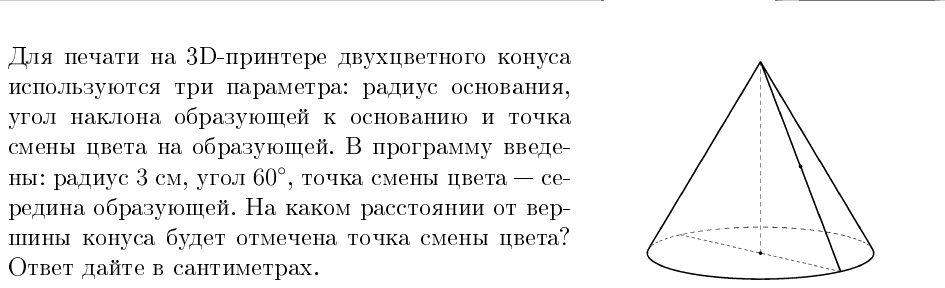 Для печати на 3D-принтере двухцветного конуса
используются три параметра: радиус основания,
угол наклона образующей к основанию и точка
смены цвета на образующей. В программу введе-
ны: радиус 3 см, угол 60°, точка смены цвета — се-
редина образующей. На каком расстоянии от вер-
шины конуса будет отмечена точка смены цвета?
Ответ дайте в сантиметрах.